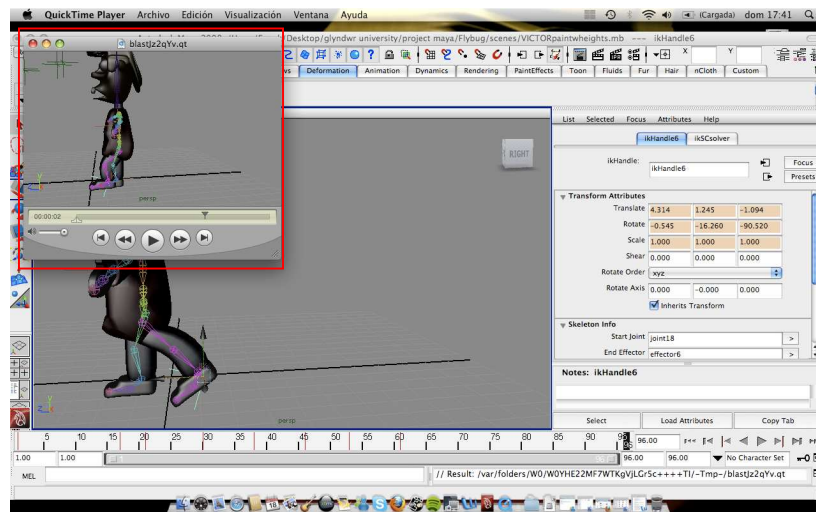 QuickTime Player Archivo Edición Visualización Ventana Ayuda (Cargada) dom 17:41
blastJz2qYv.qt
Desktop/glyndwr university/project maya/Flybug/scenes/VICTORpaintwheights.mb --- ikHandle6
X Y
Deformation Animation Dynamics Rendering PaintEffects Toon Fluids Fur Hair nCloth Custom
List Selected Focus Attributes Help
ikHandle6 ikSCsolver
RIGHT
ikHandle: ikHandle6 Focus
Presets
persp
Transform Attributes
Translate 4.314 1.245 -1.094
00:00:02
Rotate -0.545 -16.260 -90.520
Scale 1.000 1.000 1.000
Shear 0.000 0.000 0.000
Rotate Order xyz
Rotate Axis 0.000 -0.000 0.000
Inherits Transform
Skeleton Info
Start Joint joint18 >
End Effector effector6 >
Notes: ikHandle6
persp
Select Load Attributes Copy Tab
5 10 15 20 25 30 35 40 45 50 55 60 65 70 75 80 85 90 96.00
1.00 1.00 96.00 96.00 No Character Set
MEL // Result: /var/folders/W0/W0YHE22MF7WTKgVjLGr5c++++TI/-Tmp-/blastJz2qYv.qt